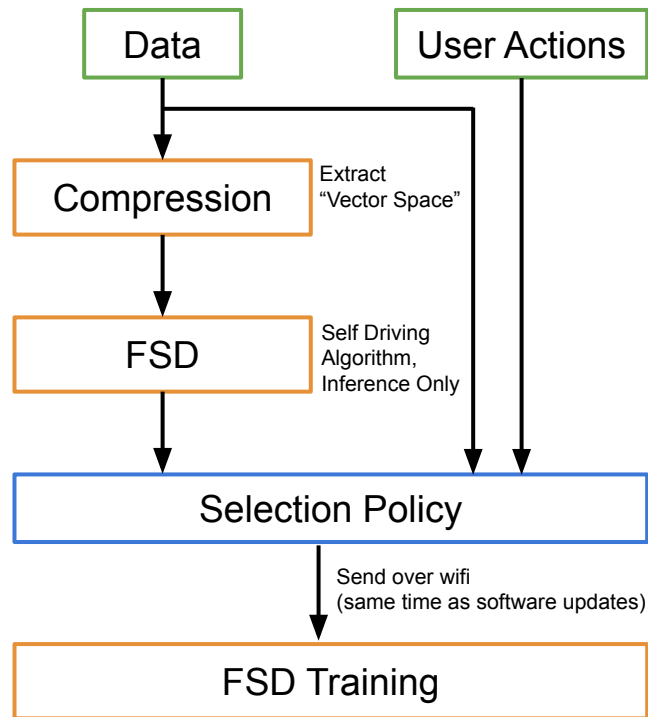 Data
User Actions
Compression
Extract
“Vector Space”
FSD
Self Driving
Algorithm,
Inference Only
Selection Policy
Send over wifi
(same time as software updates)
FSD Training